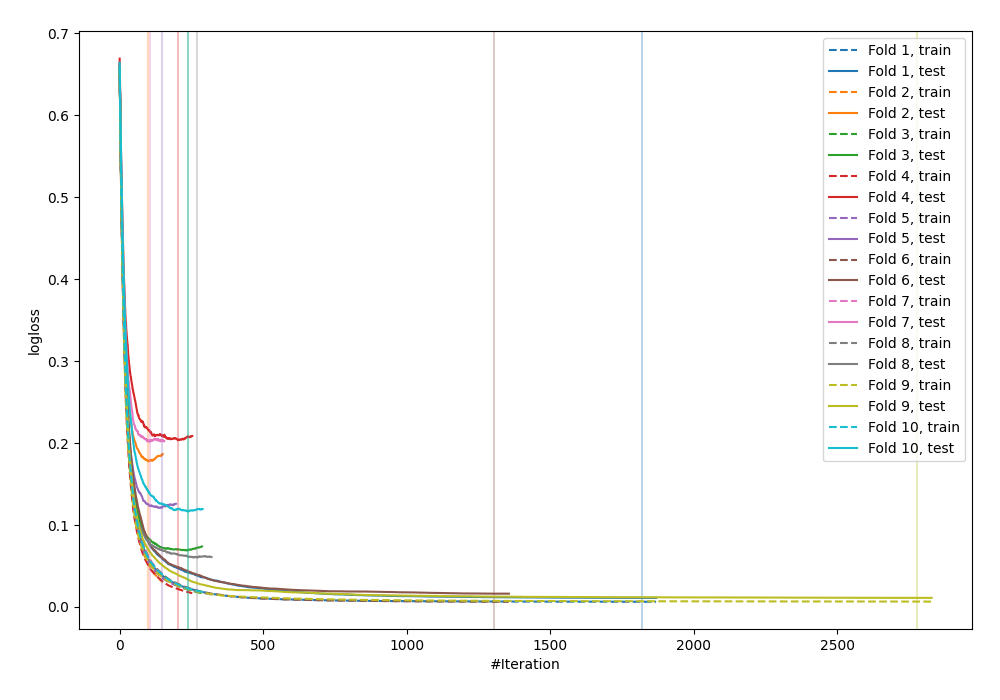 0.7
0.6
0.5
0.4
0.3
0.2
0.1
0.0
logloss
0
500
1000
1500
2000
2500
#Iteration
Fold 1, train
Fold 1, test
Fold 2, train
Fold 2, test
Fold 3, train
Fold 3, test
Fold 4, train
Fold 4, test
Fold 5, train
Fold 5, test
Fold 6, train
Fold 6, test
Fold 7, train
Fold 7, test
Fold 8, train
Fold 8, test
Fold 9, train
Fold 9, test
Fold 10, train
Fold 10, test